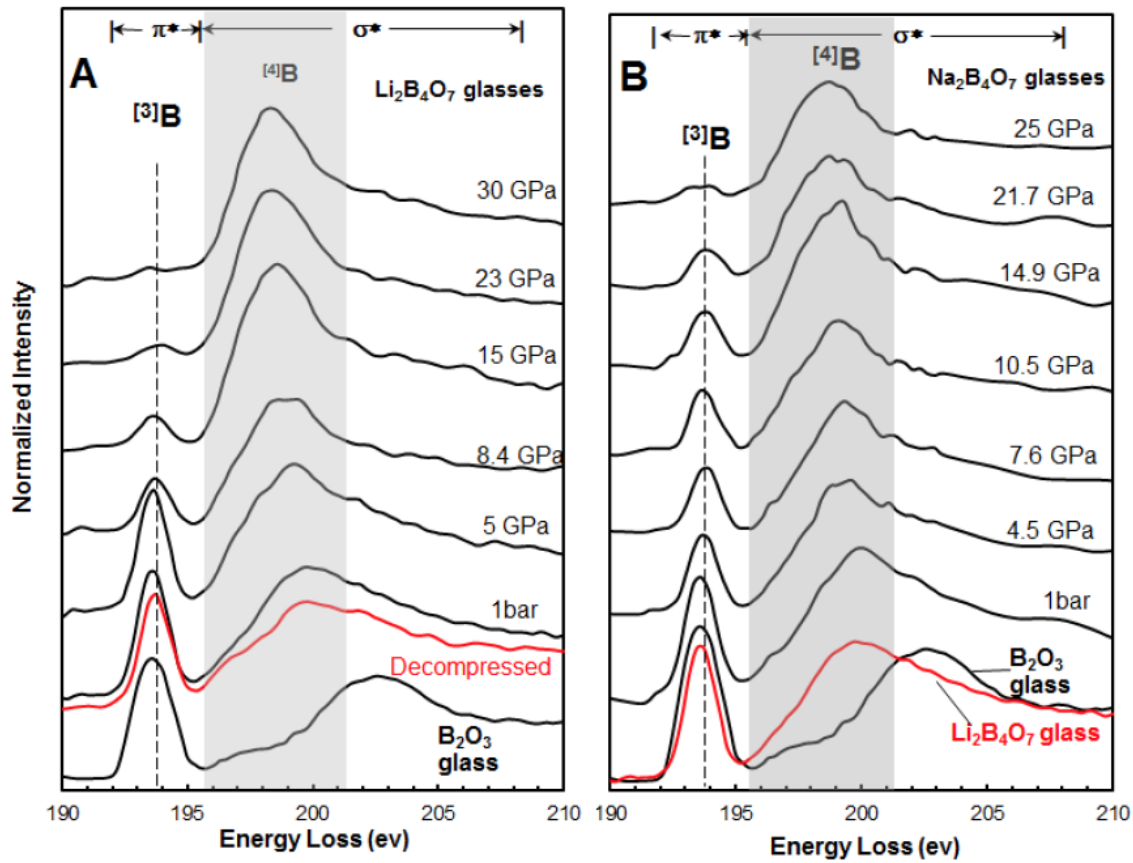 π* σ*
A [4]B
Li2B4O7 glasses
[3]B
30 GPa
23 GPa
15 GPa
8.4 GPa
5 GPa
1bar
Decompressed
B2O3
glass
Normalized Intensity
190 195 200 205 210
Energy Loss (ev)
π* σ*
B [4]B
Na2B4O7 glasses
[3]B
25 GPa
21.7 GPa
14.9 GPa
10.5 GPa
7.6 GPa
4.5 GPa
1bar
B2O3
glass
Li2B4O7 glass
190 195 200 205 210
Energy Loss (ev)